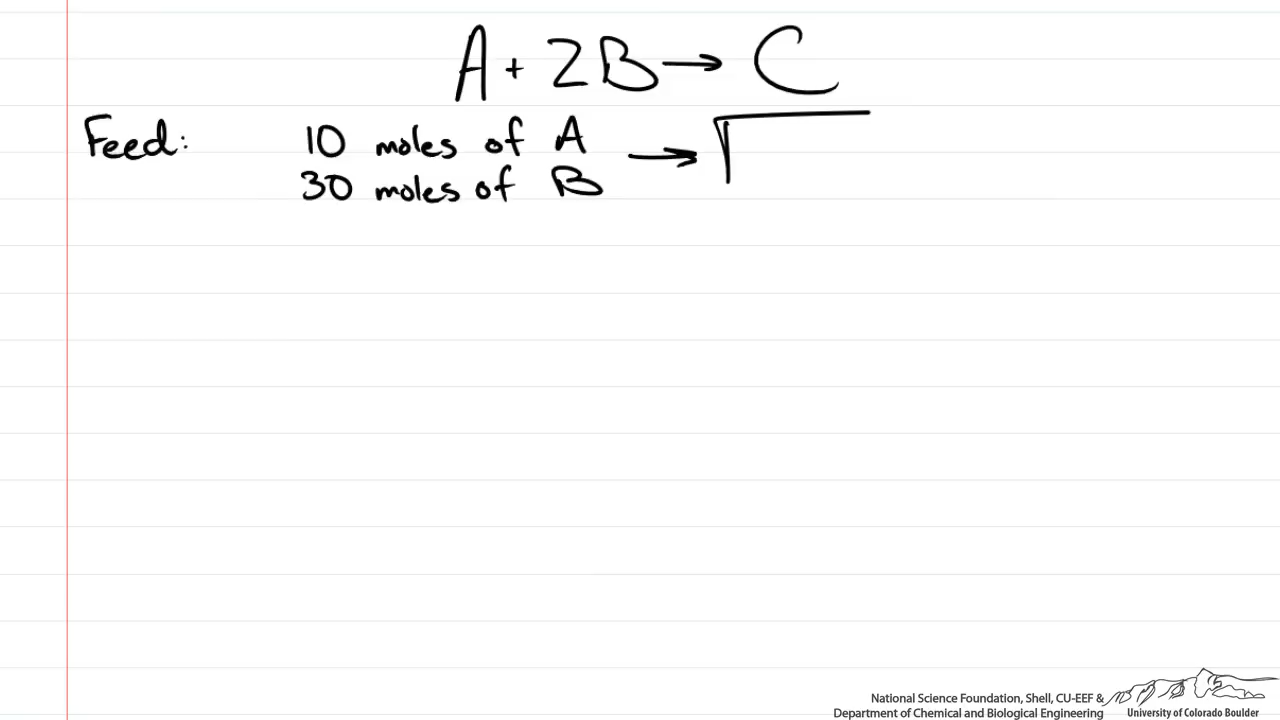 A + 2B → C
Feed: 10 moles of A →
30 moles of B
National Science Foundation, Shell, CU-EEF &
Department of Chemical and Biological Engineering
University of Colorado Boulder